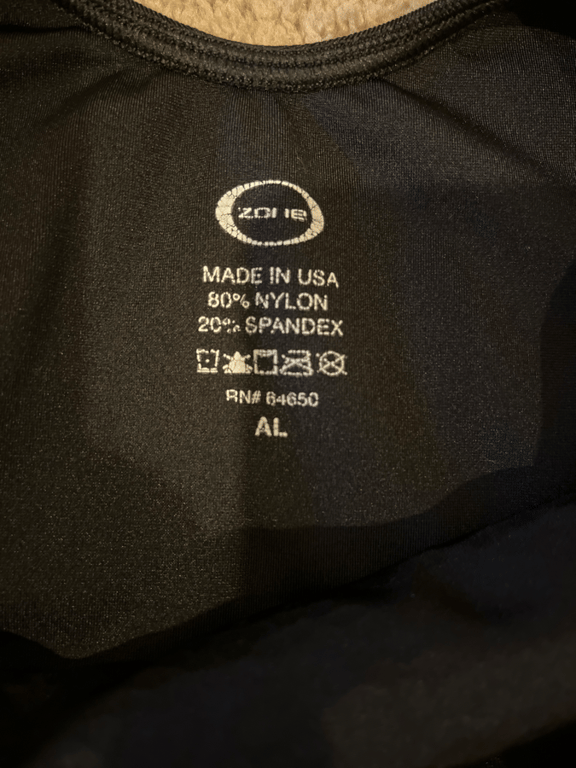 ZONE
MADE IN USA
80% NYLON
20% SPANDEX
RN# 64650
AL